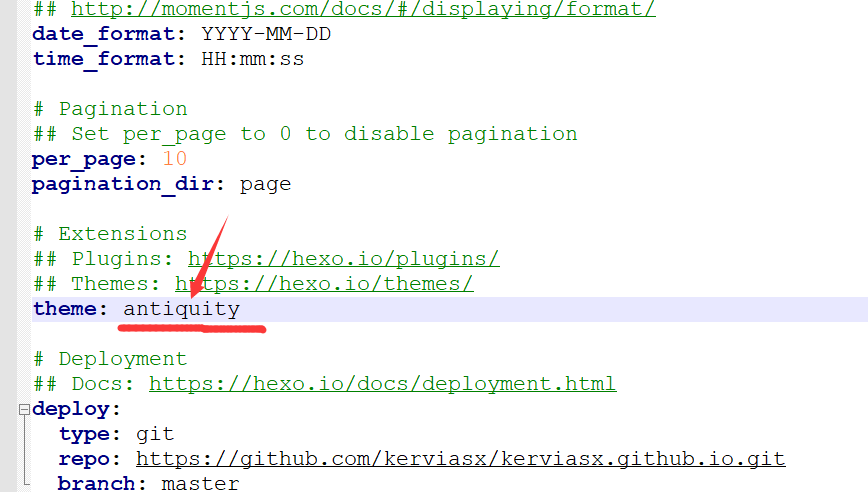 ## http://momentjs.com/docs/#/displaying/format/
date_format: YYYY-MM-DD
time_format: HH:mm:ss
# Pagination
## Set per_page to 0 to disable pagination
per_page: 10
pagination_dir: page
# Extensions
## Plugins: https://hexo.io/plugins/
## Themes: https://hexo.io/themes/
theme: antiquity
# Deployment
## Docs: https://hexo.io/docs/deployment.html
deploy:
type: git
repo: https://github.com/kerviasx/kerviasx.github.io.git
branch: master